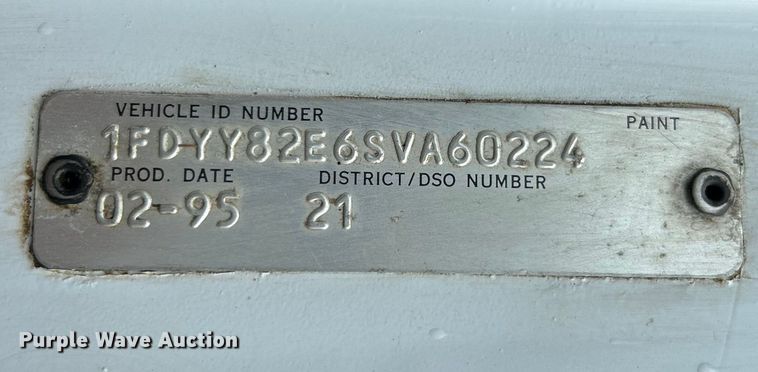 VEHICLE ID NUMBER PAINT
1FDYY82E6SVA60224
PROD. DATE DISTRICT/DSO NUMBER
02-95 21
Purple Wave Auction